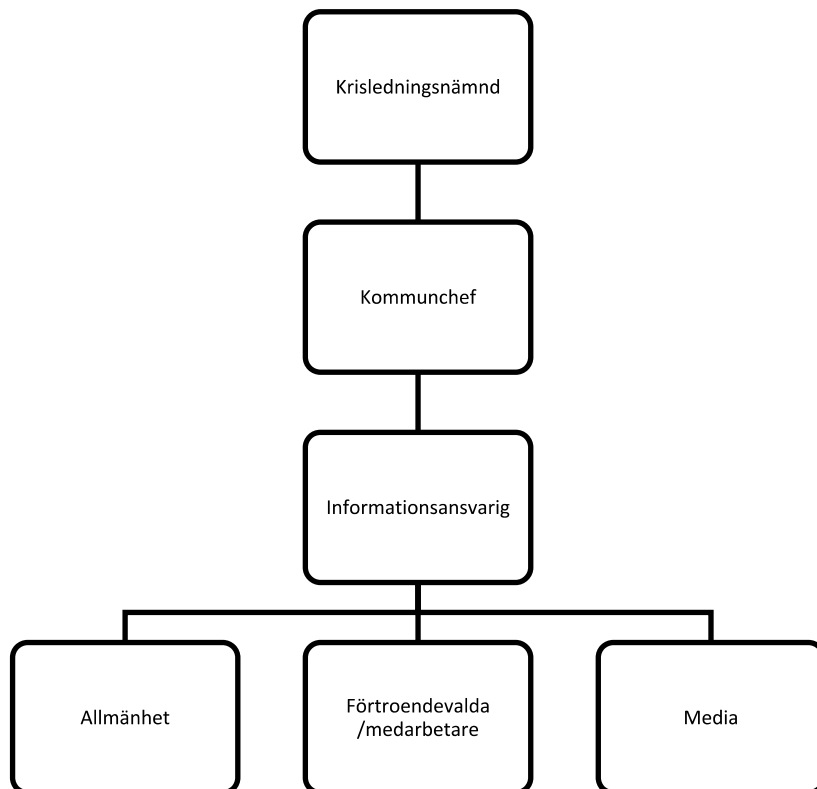 Krisledningsnämnd
Kommunchef
Informationsansvarig
Allmänhet
Förtroendevalda
/medarbetare
Media